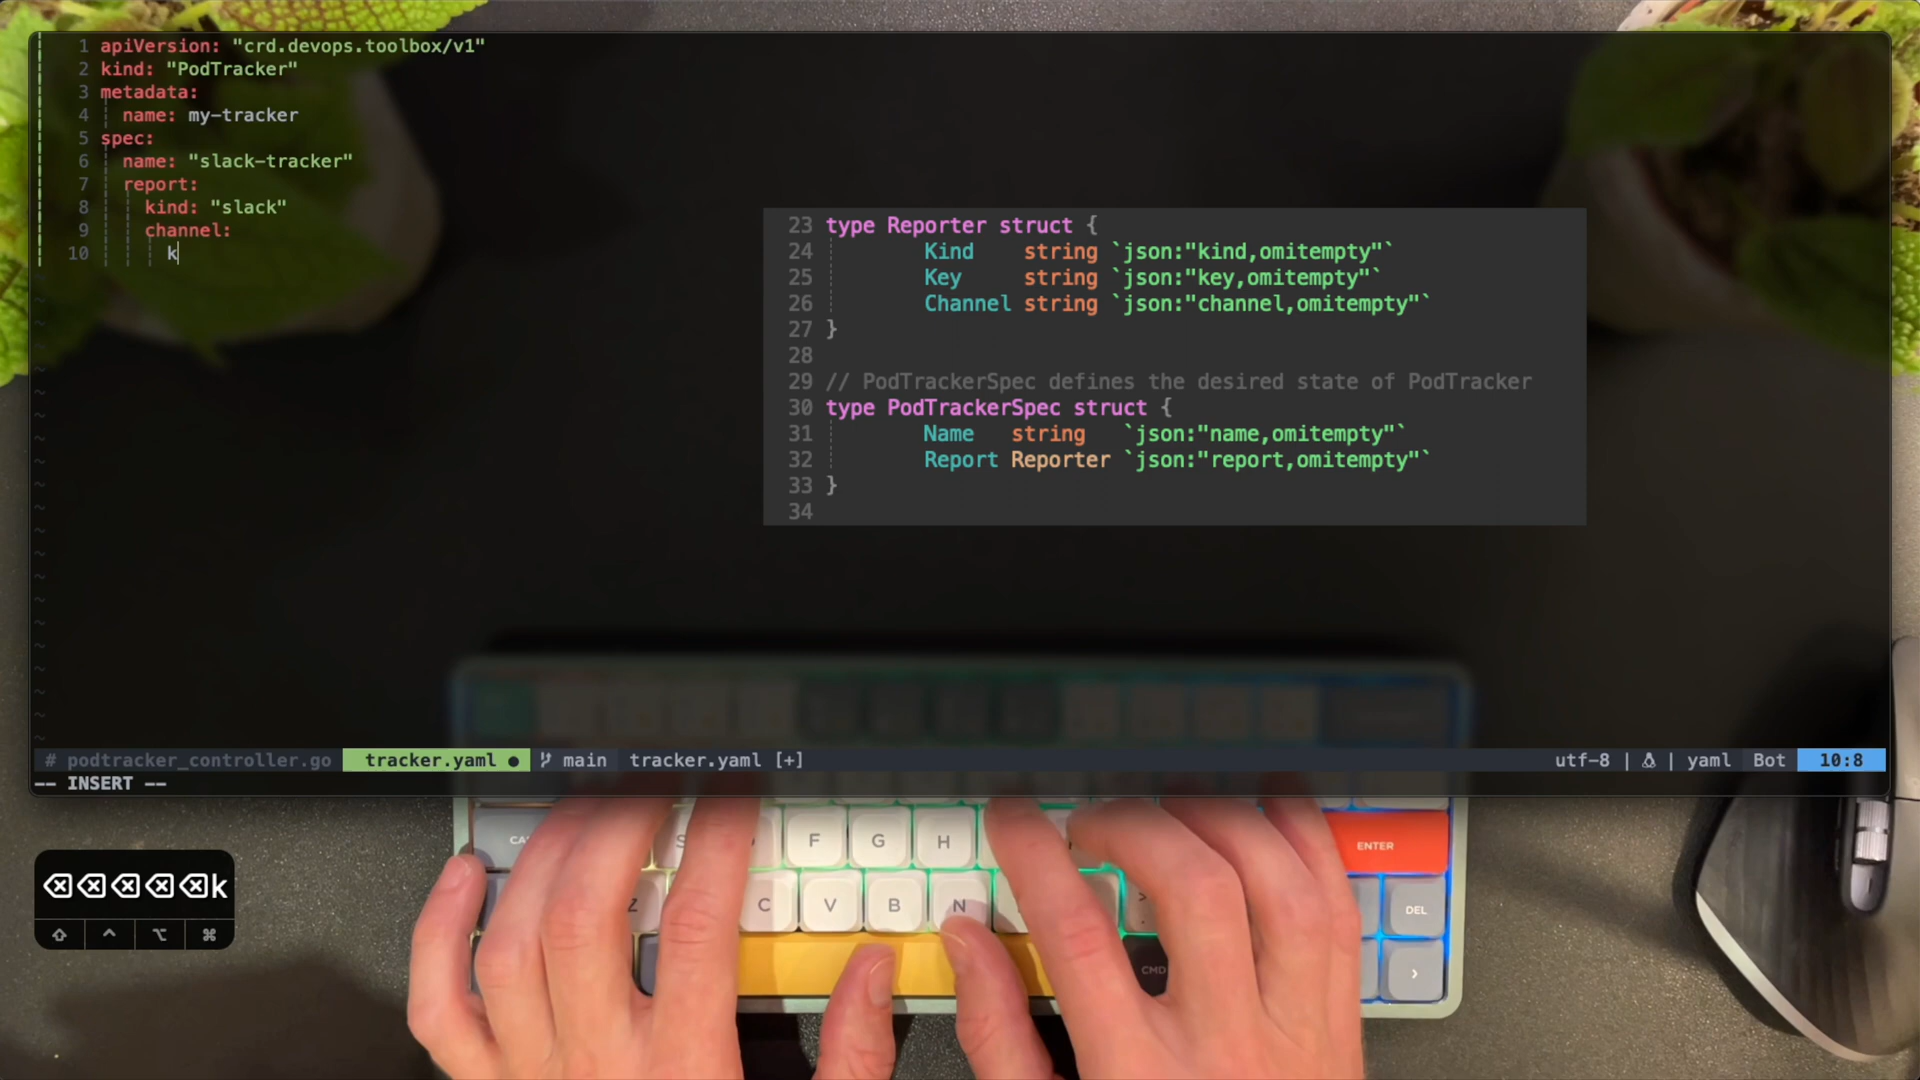 1 apiVersion: "crd.devops.toolbox/v1"
2 kind: "PodTracker"
3 metadata:
4 name: my-tracker
5 spec:
6 name: "slack-tracker"
7 report:
8 kind: "slack"
9 channel:
10 k
23 type Reporter struct {
24 Kind string `json:"kind,omitempty"`
25 Key string `json:"key,omitempty"`
26 Channel string `json:"channel,omitempty"`
27 }
28
29 // PodTrackerSpec defines the desired state of PodTracker
30 type PodTrackerSpec struct {
31 Name string `json:"name,omitempty"`
32 Report Reporter `json:"report,omitempty"`
33 }
34
# podtracker_controller.go tracker.yaml ● main tracker.yaml [+] utf-8 | | yaml Bot 10:8
-- INSERT --
⌫⌫⌫⌫⌫k
⇧ ⌃ ⌥ ⌘
S F G H ENTER
Z C V B N > DEL
CMD >